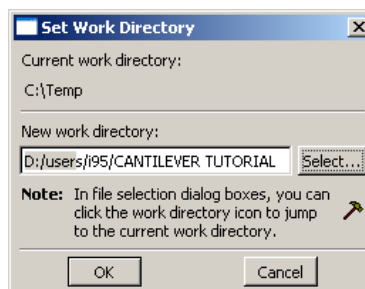 Set Work Directory
Current work directory:
C:\Temp
New work directory:
D:/users/i95/CANTILEVER TUTORIAL Select...
Note: In file selection dialog boxes, you can
click the work directory icon to jump
to the current work directory.
OK Cancel